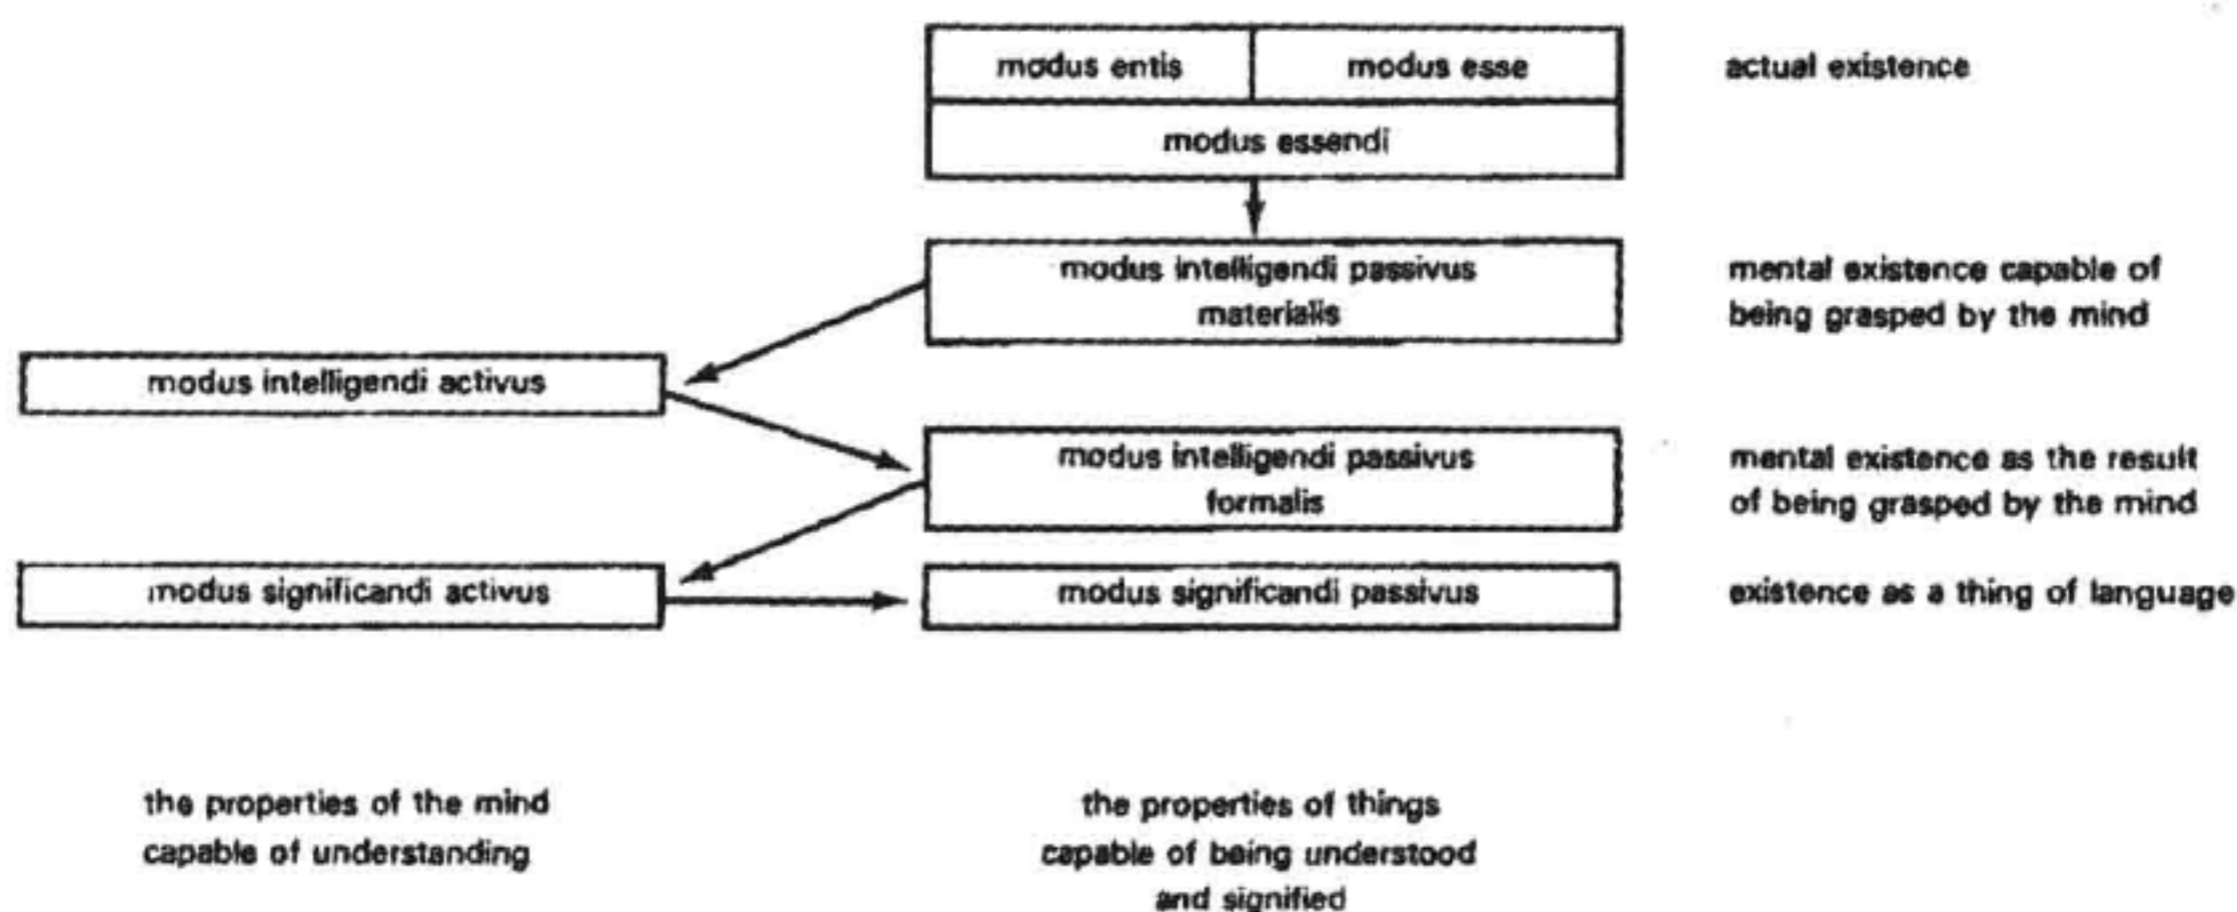 modus entis modus esse actual existence
modus essendi
modus intelligendi passivus
materialis
mental existence capable of
being grasped by the mind
modus intelligendi activus
modus intelligendi passivus
formalis
mental existence as the result
of being grasped by the mind
modus significandi activus modus significandi passivus existence as a thing of language
the properties of the mind
capable of understanding
the properties of things
capable of being understood
and signified